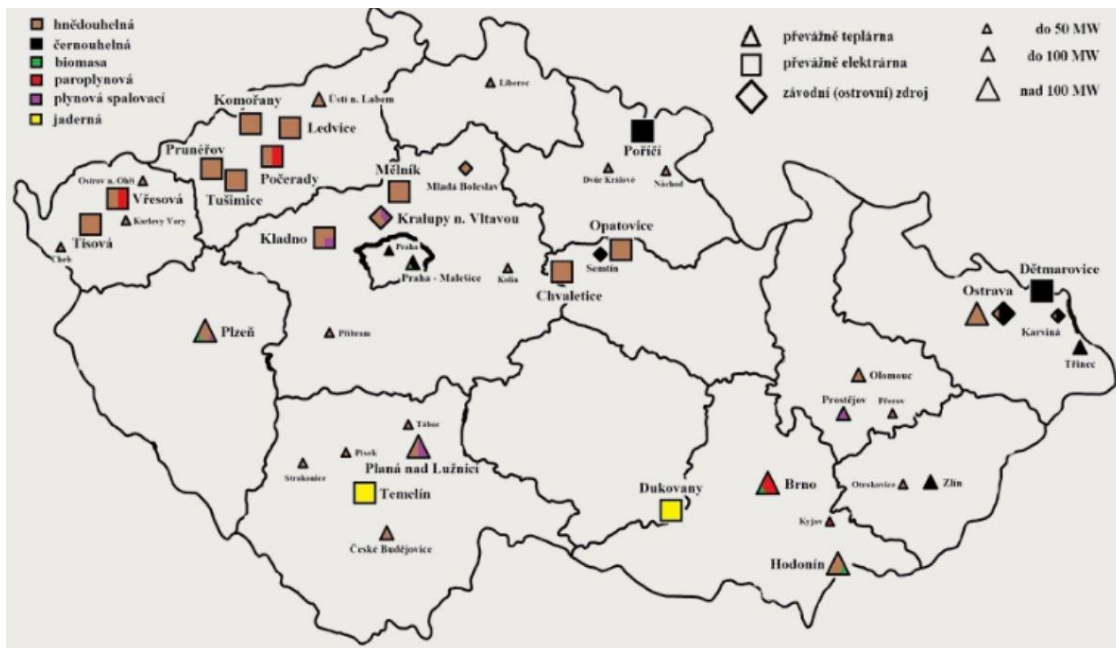 hnědouhelná
černouhelná
biomasa
paroplynová
plynová spalovací
jaderná
převážně teplárna
převážně elektrárna
závodní (ostrovní) zdroj
do 50 MW
do 100 MW
nad 100 MW
Liberec
Komořany
Ústí n. Labem
Ledvice
Poříčí
Prunéřov
Počerady
Mělník
Mladá Boleslav
Dvůr Králové
Náchod
Ostrov n. Ohří
Tušimice
Vřesová
Karlovy Vary
Kralupy n. Vltavou
Tisová
Kladno
Opatovice
Cheb
Praha
Semtín
Praha - Malešice
Kolín
Dětmarovice
Chvaletice
Ostrava
Karviná
Plzeň
Příbram
Třinec
Olomouc
Prostějov
Přerov
Tábor
Písek
Planá nad Lužnicí
Strakonice
Temelín
Dukovany
Brno
Otrokovice
Zlín
Kyjov
České Budějovice
Hodonín